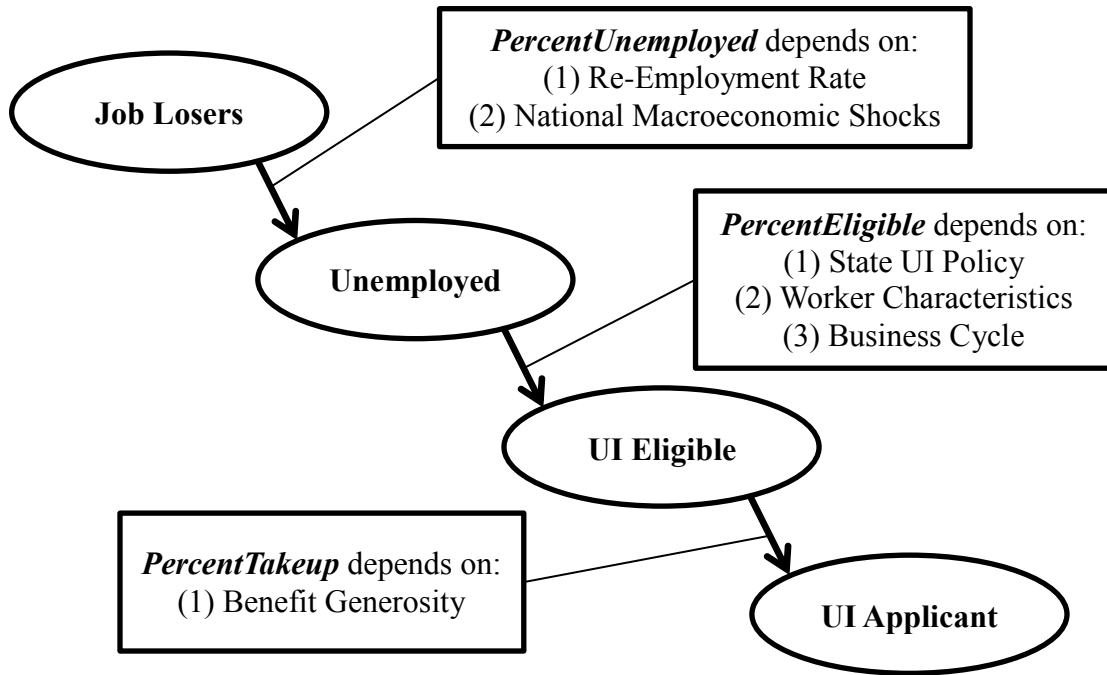 PercentUnemployed depends on:
(1) Re-Employment Rate
(2) National Macroeconomic Shocks
Job Losers
PercentEligible depends on:
(1) State UI Policy
(2) Worker Characteristics
(3) Business Cycle
Unemployed
UI Eligible
PercentTakeup depends on:
(1) Benefit Generosity
UI Applicant